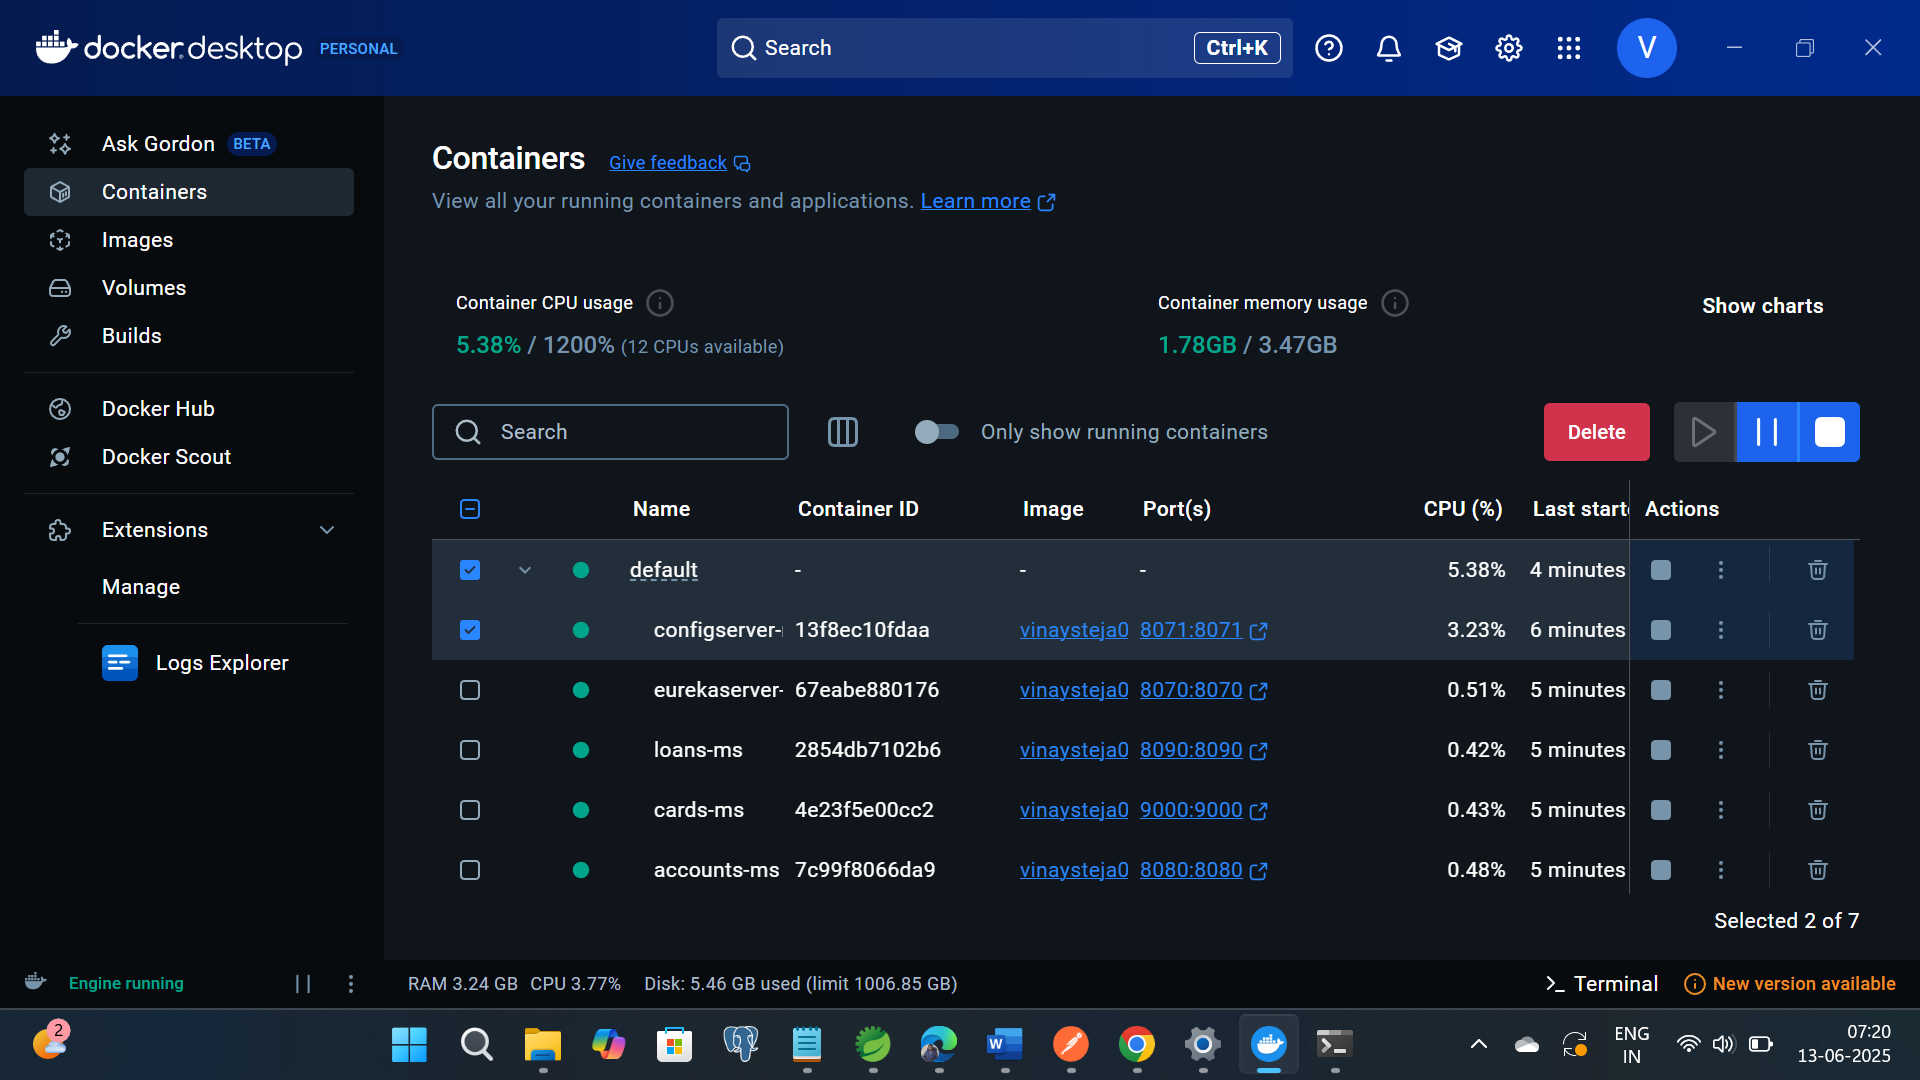 docker desktop PERSONAL
Search Ctrl+K
V
Ask Gordon BETA
Containers
Images
Volumes
Builds
Docker Hub
Docker Scout
Extensions
Manage
Logs Explorer
Containers Give feedback
View all your running containers and applications. Learn more
Container CPU usage
5.38% / 1200% (12 CPUs available)
Container memory usage
1.78GB / 3.47GB
Show charts
Search
Only show running containers
Delete
Name Container ID Image Port(s) CPU (%) Last start Actions
default - - - 5.38% 4 minutes
configserver- 13f8ec10fdaa vinaysteja0 8071:8071 3.23% 6 minutes
eurekaserver- 67eabe880176 vinaysteja0 8070:8070 0.51% 5 minutes
loans-ms 2854db7102b6 vinaysteja0 8090:8090 0.42% 5 minutes
cards-ms 4e23f5e00cc2 vinaysteja0 9000:9000 0.43% 5 minutes
accounts-ms 7c99f8066da9 vinaysteja0 8080:8080 0.48% 5 minutes
Selected 2 of 7
Engine running
RAM 3.24 GB CPU 3.77% Disk: 5.46 GB used (limit 1006.85 GB)
Terminal
New version available
2
W
ENG
IN
07:20
13-06-2025